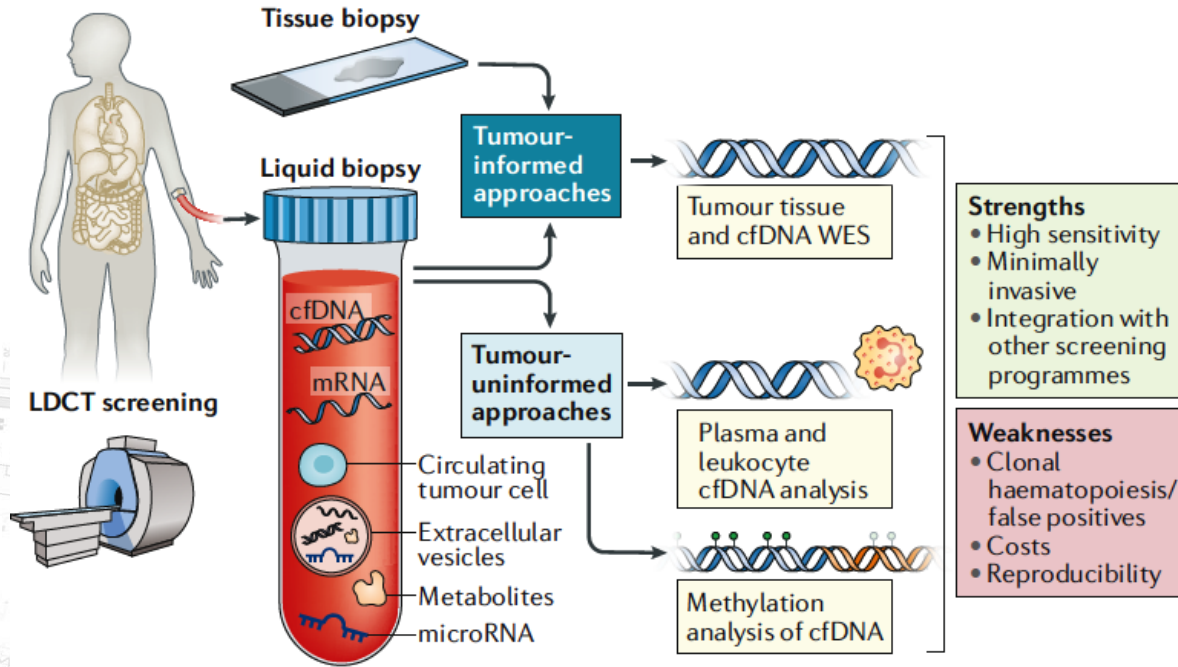 Tissue biopsy
Liquid biopsy
LDCT screening
cfDNA
mRNA
Circulating
tumour cell
Extracellular
vesicles
Metabolites
microRNA
Tumour-
informed
approaches
Tumour-
uninformed
approaches
Tumour tissue
and cfDNA WES
Plasma and
leukocyte
cfDNA analysis
Methylation
analysis of cfDNA
Strengths
• High sensitivity
• Minimally
invasive
• Integration with
other screening
programmes
Weaknesses
• Clonal
haematopoiesis/
false positives
• Costs
• Reproducibility